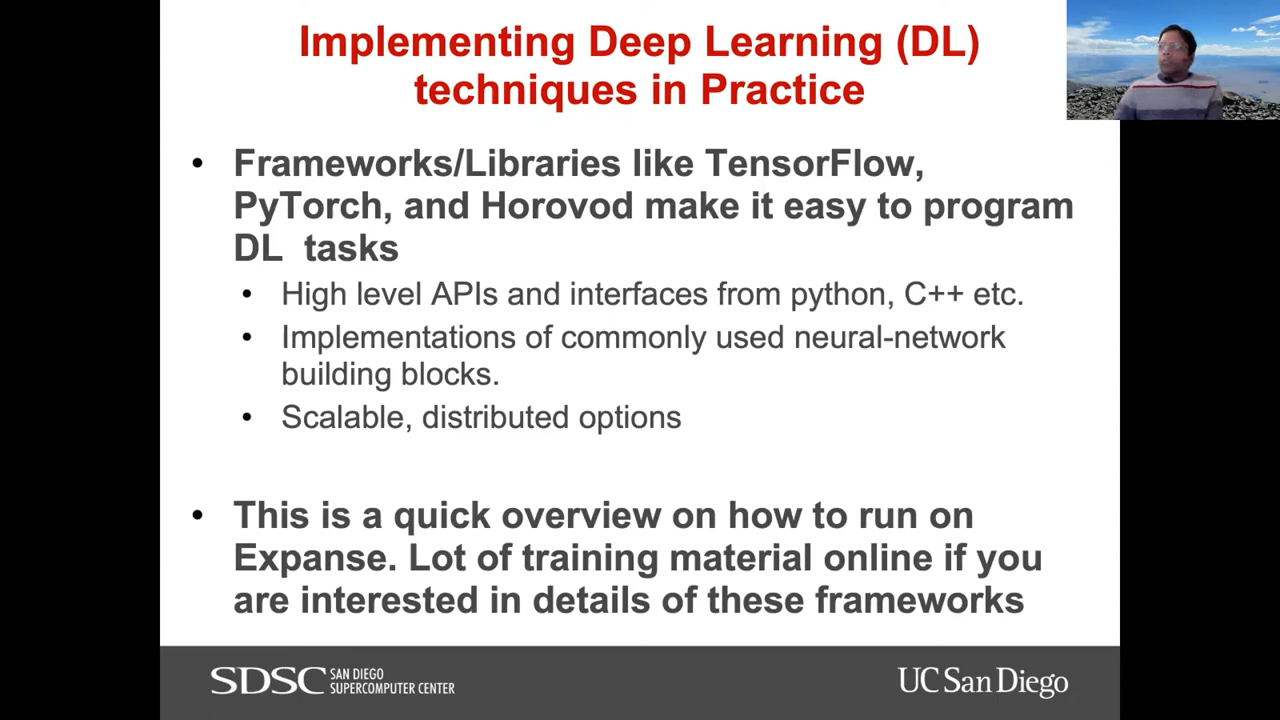 Implementing Deep Learning (DL)
techniques in Practice
• Frameworks/Libraries like TensorFlow,
PyTorch, and Horovod make it easy to program
DL tasks
• High level APIs and interfaces from python, C++ etc.
• Implementations of commonly used neural-network
building blocks.
• Scalable, distributed options
• This is a quick overview on how to run on
Expanse. Lot of training material online if you
are interested in details of these frameworks
SDSC SAN DIEGO
SUPERCOMPUTER CENTER
UC San Diego